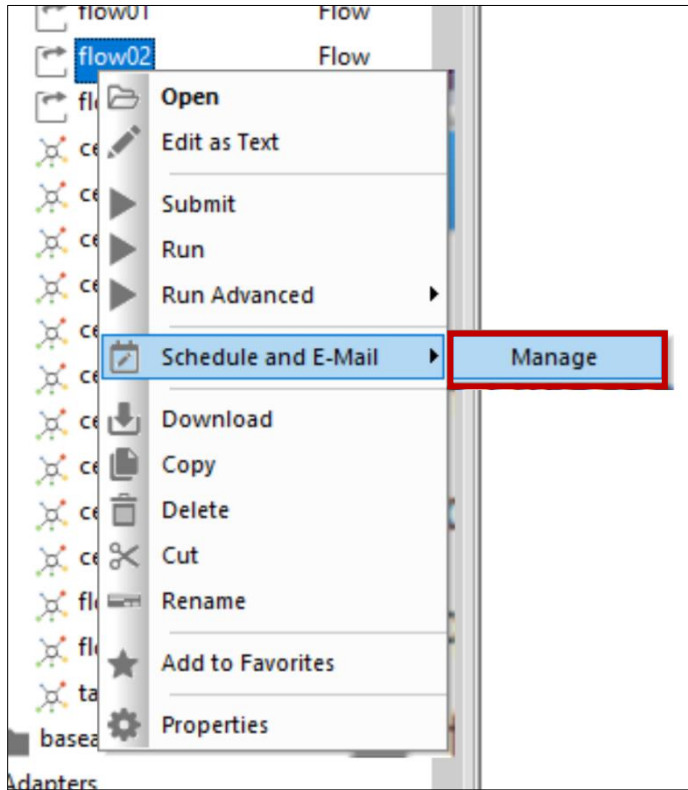 flow01 Flow
flow02 Flow
Open
Edit as Text
Submit
Run
Run Advanced
Schedule and E-Mail Manage
Download
Copy
Delete
Cut
Rename
Add to Favorites
Properties
Adapters